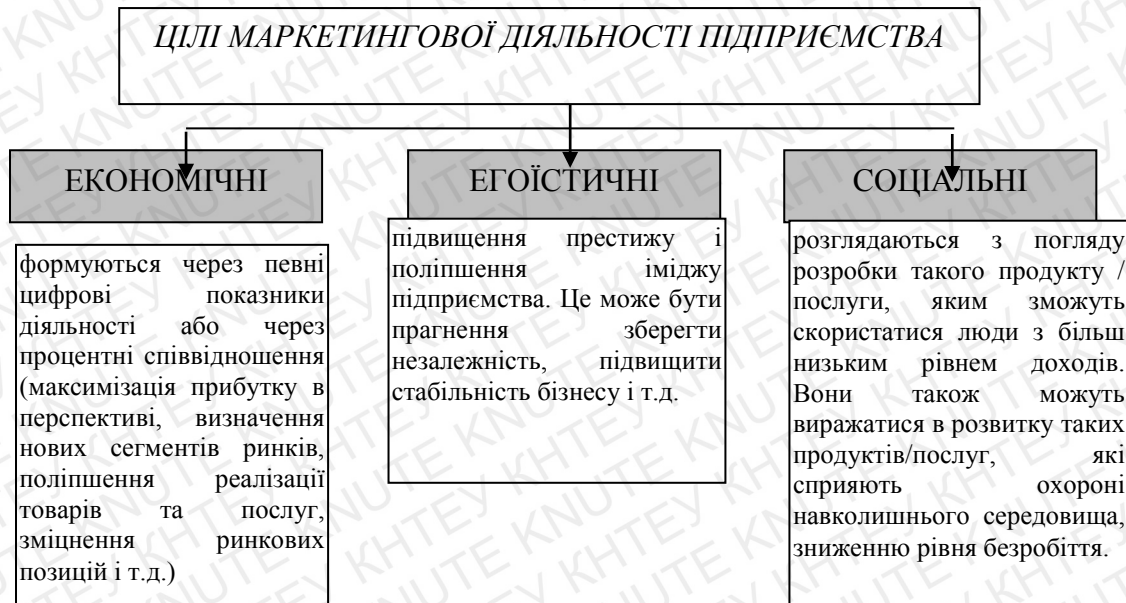 ЦІЛІ МАРКЕТИНГОВОЇ ДІЯЛЬНОСТІ ПІДПРИЄМСТВА
ЕКОНОМІЧНІ
формуються через певні
цифрові показники
діяльності або через
процентні співвідношення
(максимізація прибутку в
перспективі, визначення
нових сегментів ринків,
поліпшення реалізації
товарів та послуг,
зміцнення ринкових
позицій і т.д.)
ЕГОЇСТИЧНІ
підвищення престижу і
поліпшення іміджу
підприємства. Це може бути
прагнення зберегти
незалежність, підвищити
стабільність бізнесу і т.д.
СОЦІАЛЬНІ
розглядаються з погляду
розробки такого продукту /
послуги, яким зможуть
скористатися люди з більш
низьким рівнем доходів.
Вони також можуть
виражатися в розвитку таких
продуктів/послуг, які
сприяють охороні
навколишнього середовища,
зниженню рівня безробіття.